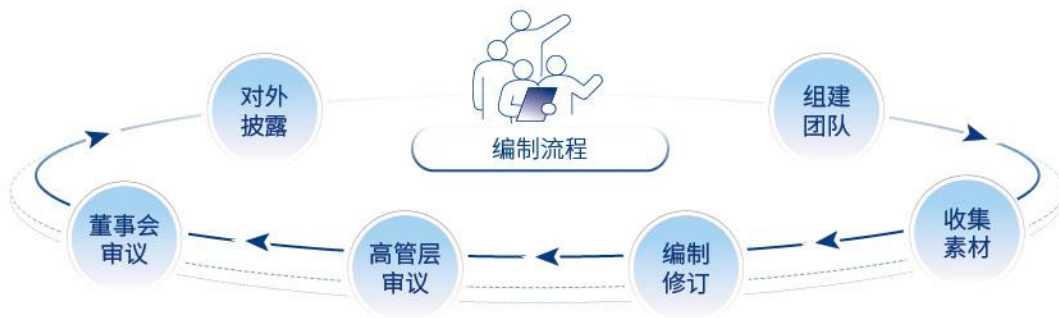 编制流程
组建
团队
收集
素材
编制
修订
高管层
审议
董事会
审议
对外
披露